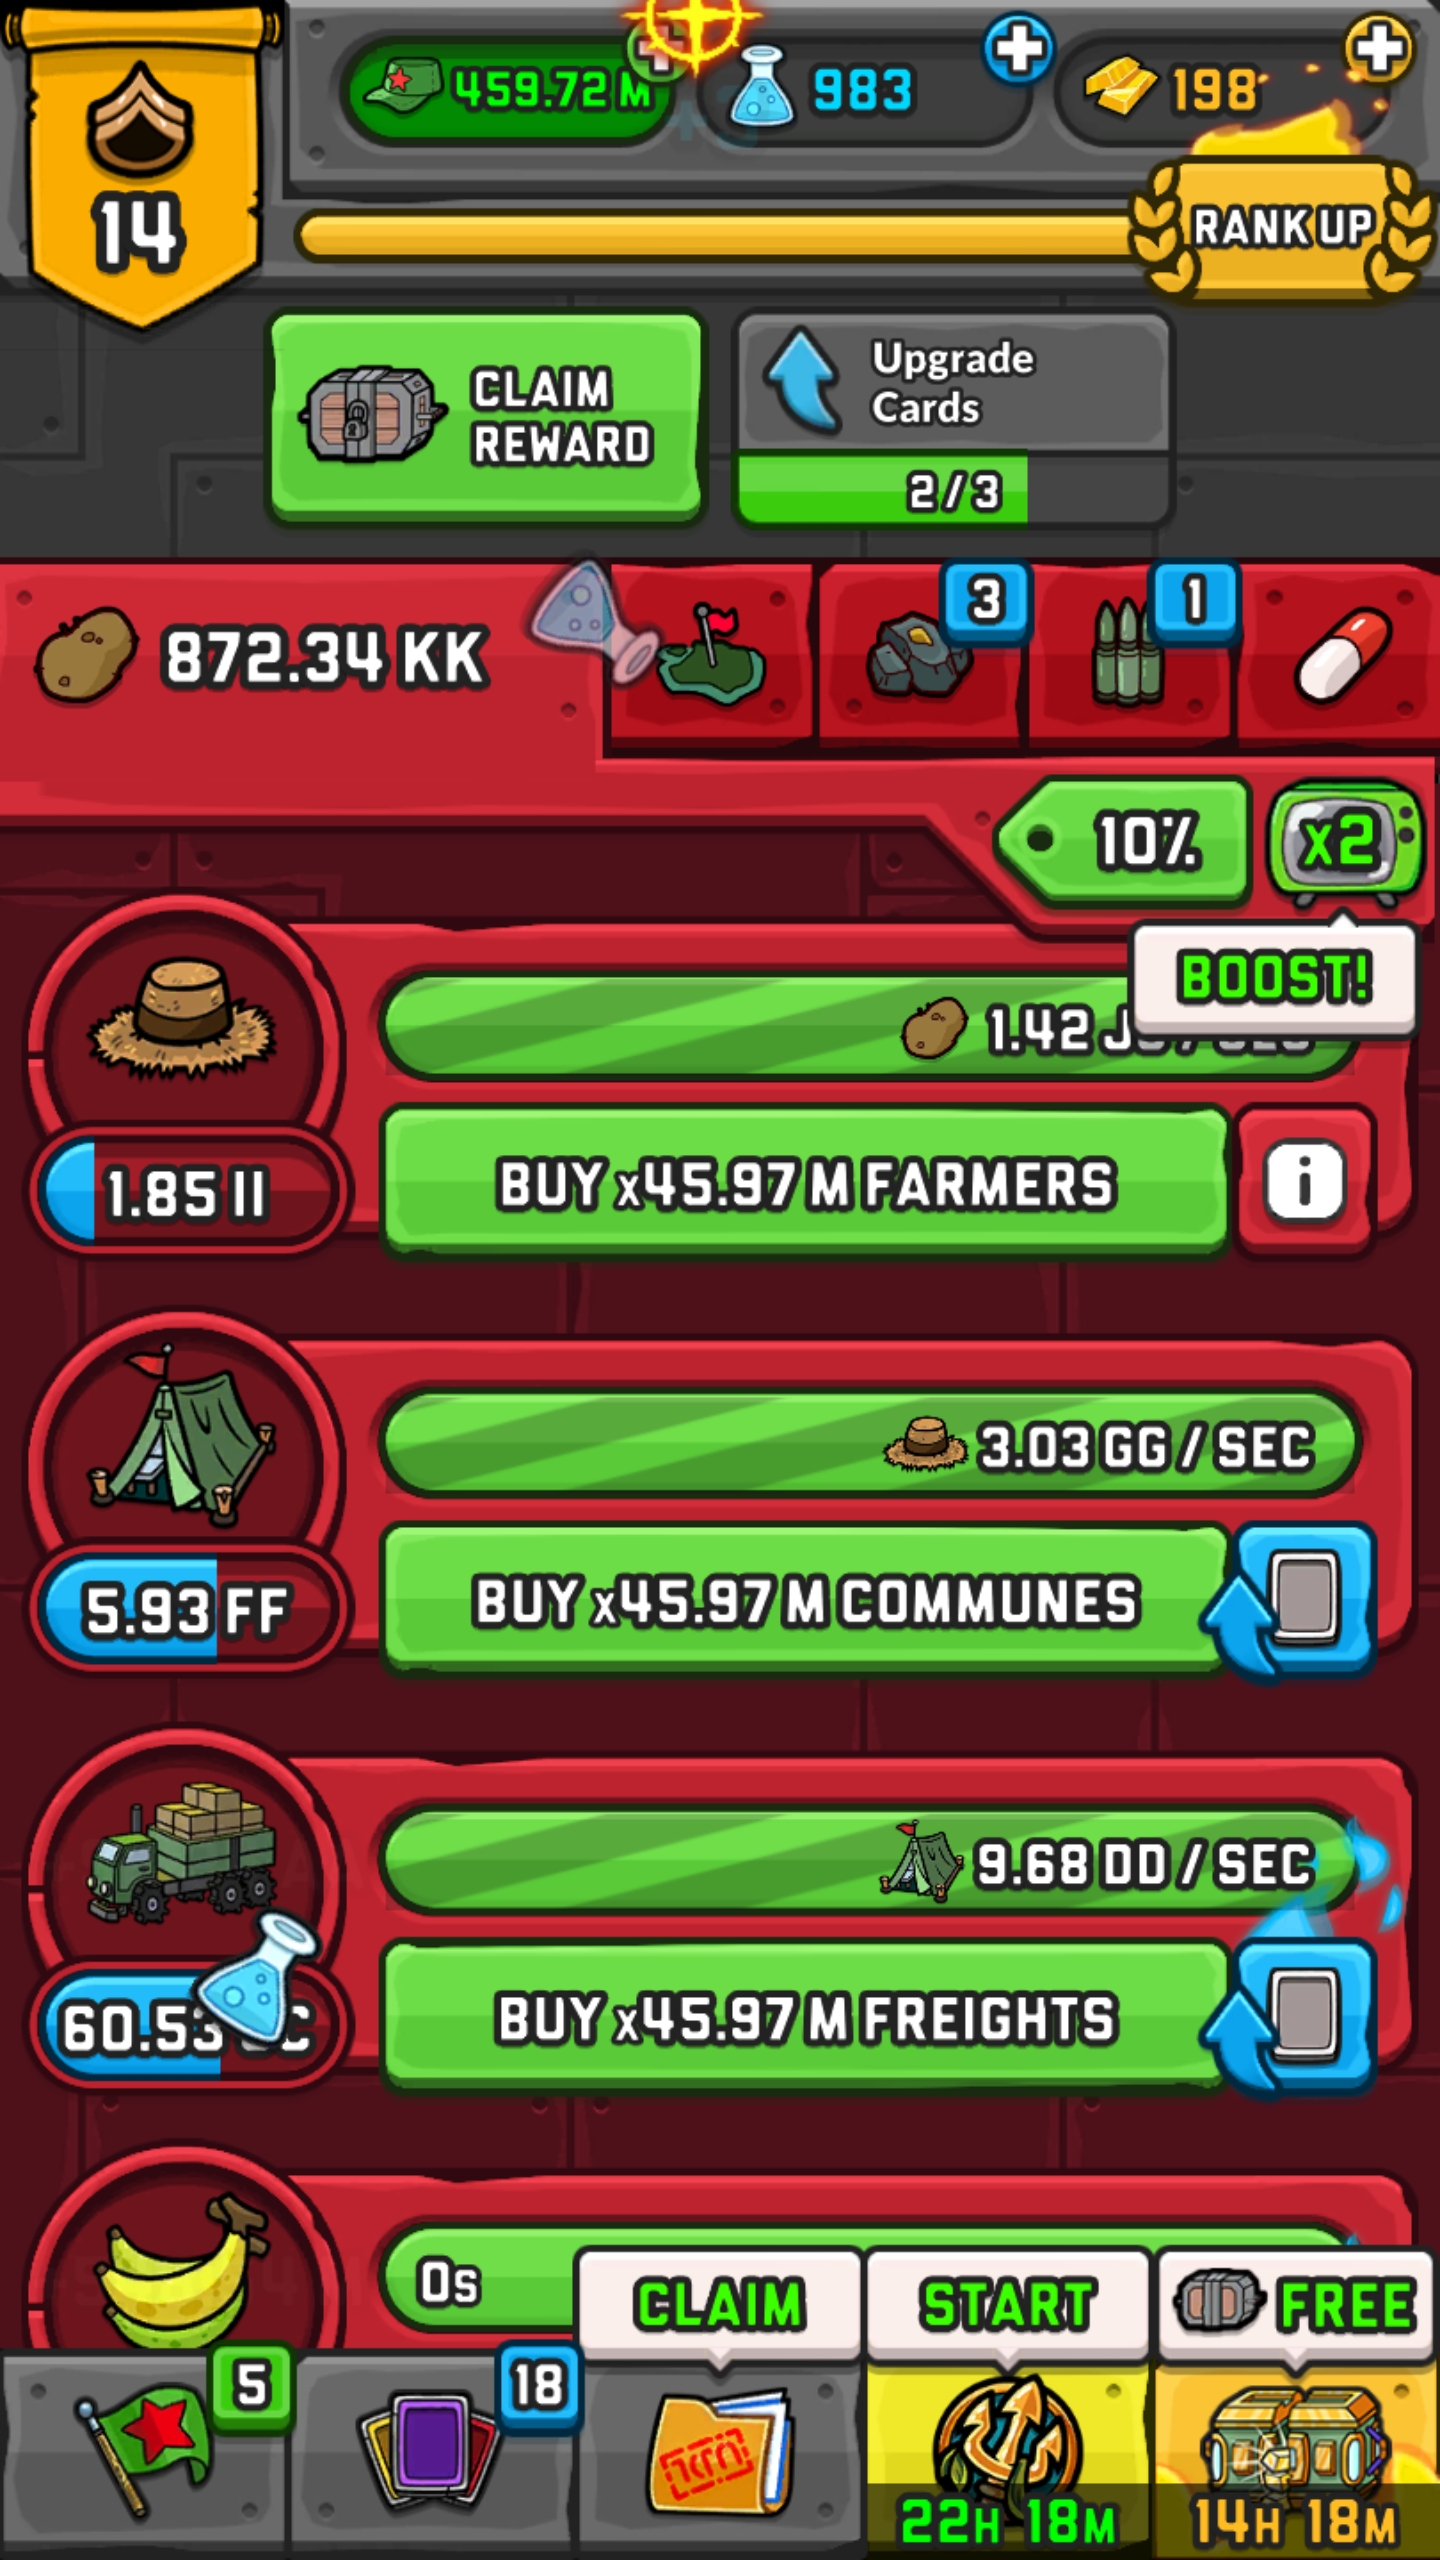 459.72 M
983
198
14
RANK UP
CLAIM
REWARD
Upgrade
Cards
2 / 3
872.34 KK
3
1
10%
x2
BOOST!
1.42
1.85 II
BUY x45.97 M FARMERS
i
3.03 GG / SEC
5.93 FF
BUY x45.97 M COMMUNES
9.68 DD / SEC
60.53
BUY x45.97 M FREIGHTS
0s
CLAIM
START
FREE
5
18
22H 18M
14H 18M